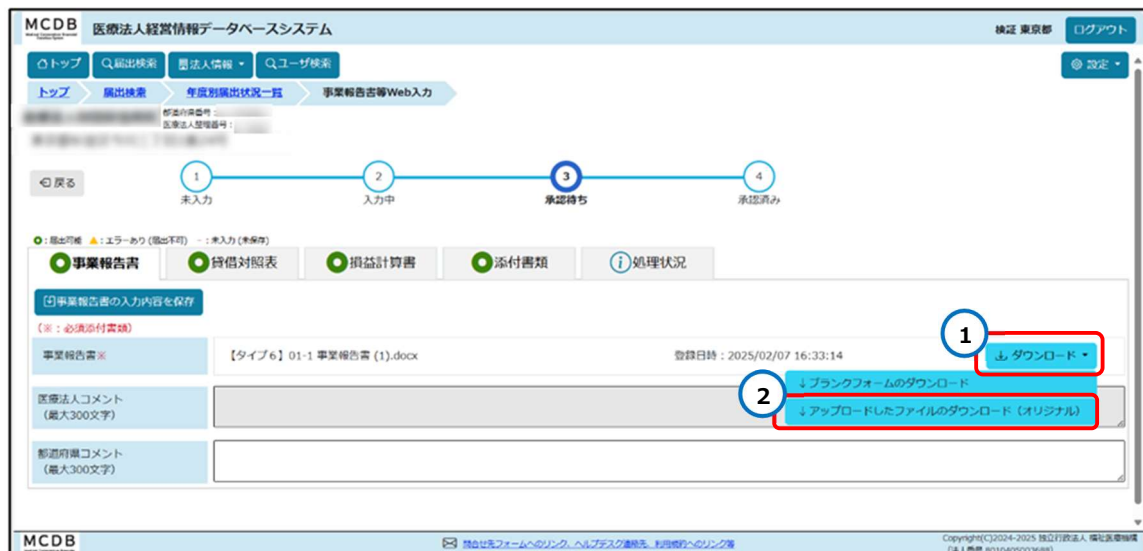 MCDB 医療法人経営情報データベースシステム 検証 東京都 ログアウト
トップ 届出検索 法人情報 ユーザ検索 設定
トップ 届出検索 年度別届出状況一覧 事業報告書等Web入力
都道府県番号:
医療法人整理番号:
戻る 1 2 3 4
未入力 入力中 承認待ち 承認済み
:届出可能 :エラーあり (届出不可) - :未入力 (未保存)
事業報告書 貸借対照表 損益計算書 添付書類 i 処理状況
事業報告書の入力内容を保存
(※:必須添付書類)
1
事業報告書※ 【タイプ6】01-1 事業報告書 (1).docx 登録日時:2025/02/07 16:33:14 ダウンロード
↓ブランクフォームのダウンロード
2
↓アップロードしたファイルのダウンロード(オリジナル)
医療法人コメント
(最大300文字)
都道府県コメント
(最大300文字)
MCDB 問合せ先フォームへのリンク、ヘルプデスク連絡先、利用規約へのリンク等 Copyright(C)2024-2025 独立行政法人 福祉医療機構